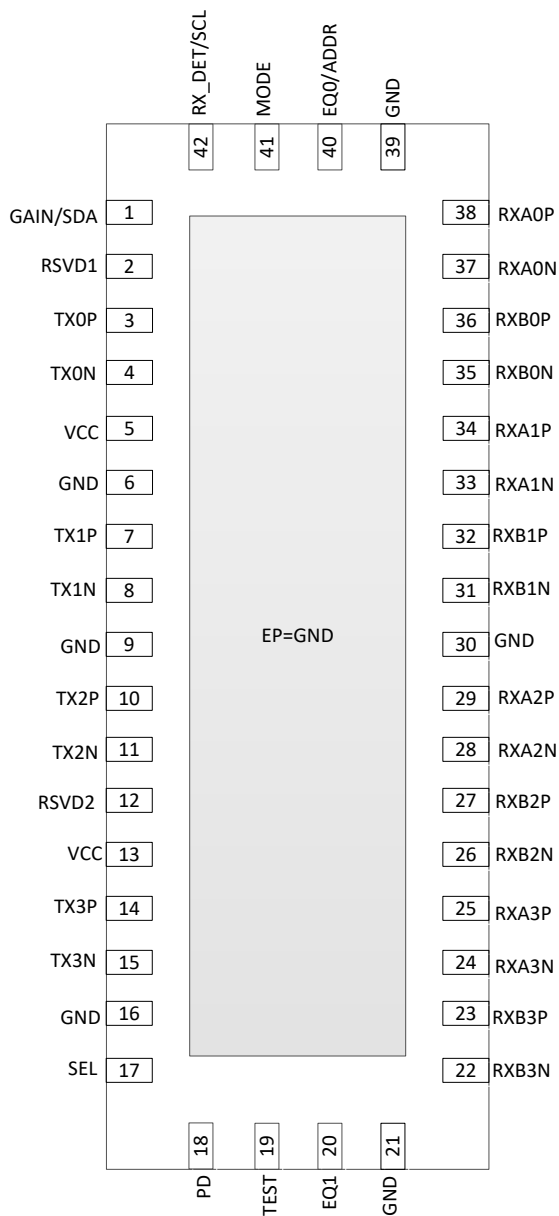 RX_DET/SCL
MODE
EQ0/ADDR
GND
42
41
40
39
GAIN/SDA 1
RSVD1 2
TX0P 3
TX0N 4
VCC 5
GND 6
TX1P 7
TX1N 8
GND 9
TX2P 10
TX2N 11
RSVD2 12
VCC 13
TX3P 14
TX3N 15
GND 16
SEL 17
EP=GND
38 RXA0P
37 RXA0N
36 RXB0P
35 RXB0N
34 RXA1P
33 RXA1N
32 RXB1P
31 RXB1N
30 GND
29 RXA2P
28 RXA2N
27 RXB2P
26 RXB2N
25 RXA3P
24 RXA3N
23 RXB3P
22 RXB3N
18
19
20
21
PD
TEST
EQ1
GND